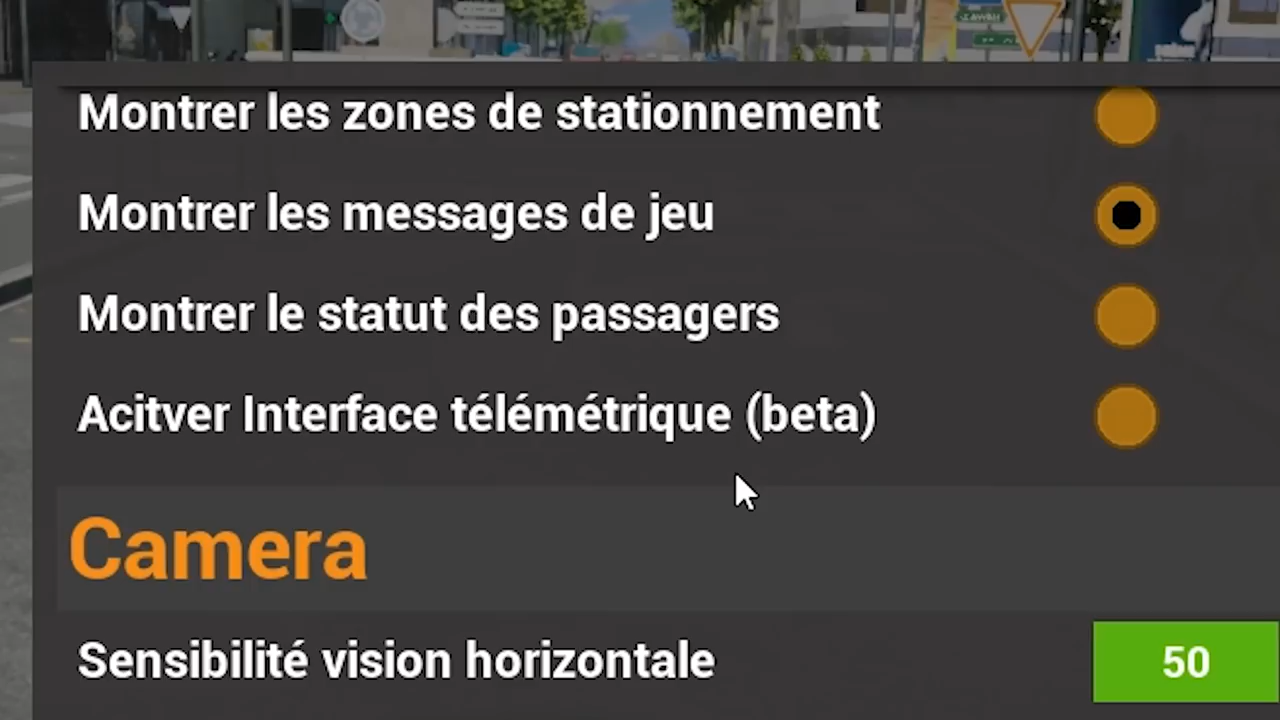 Montrer les zones de stationnement
Montrer les messages de jeu
Montrer le statut des passagers
Acitver Interface télémétrique (beta)
Camera
Sensibilité vision horizontale
50